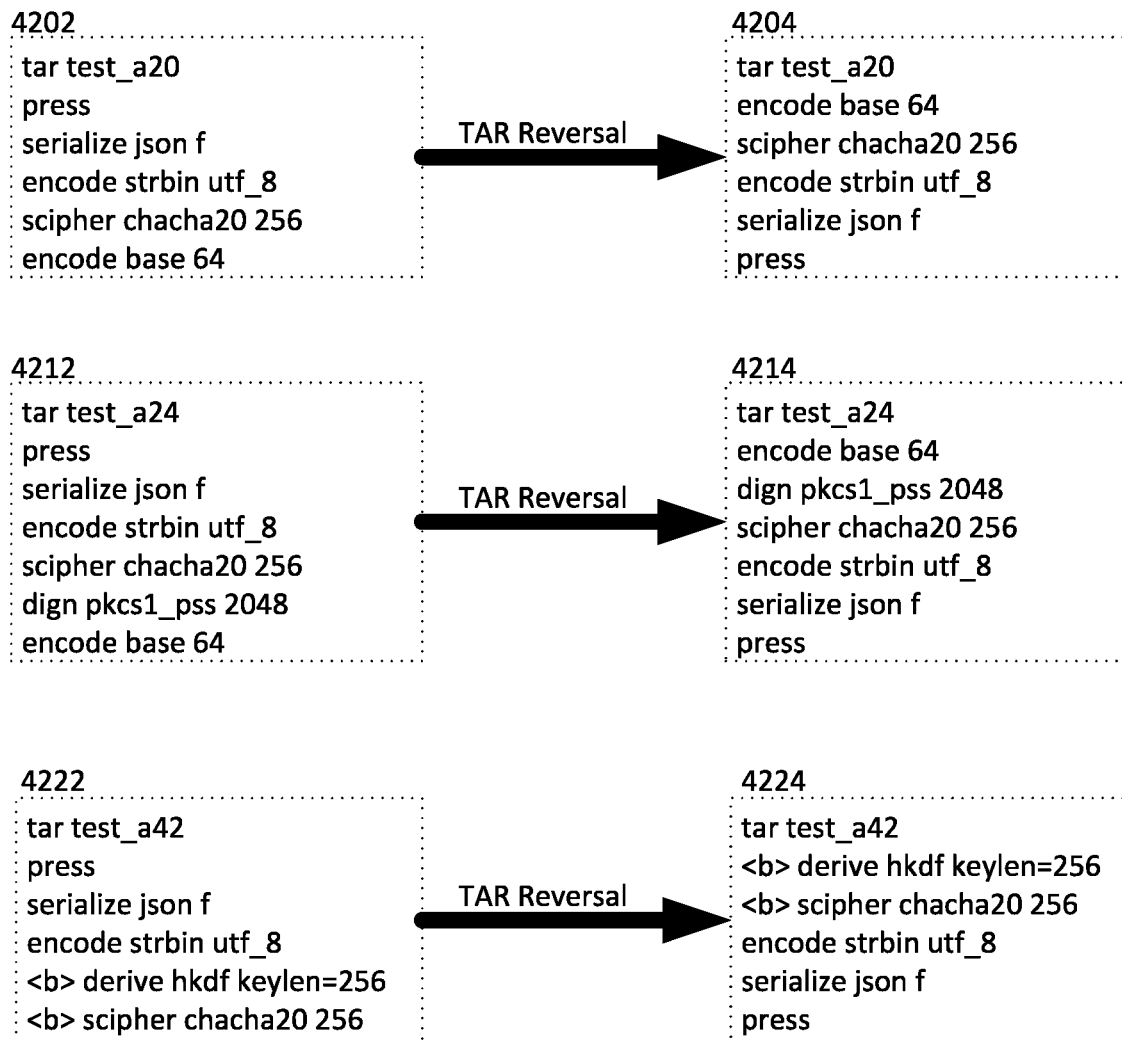 4202
tar test_a20
press
serialize json f
encode strbin utf_8
scipher chacha20 256
encode base 64
TAR Reversal
4204
tar test_a20
encode base 64
scipher chacha20 256
encode strbin utf_8
serialize json f
press
4212
tar test_a24
press
serialize json f
encode strbin utf_8
scipher chacha20 256
dign pkcs1_pss 2048
encode base 64
TAR Reversal
4214
tar test_a24
encode base 64
dign pkcs1_pss 2048
scipher chacha20 256
encode strbin utf_8
serialize json f
press
4222
tar test_a42
press
serialize json f
encode strbin utf_8
<b> derive hkdf keylen=256
<b> scipher chacha20 256
TAR Reversal
4224
tar test_a42
<b> derive hkdf keylen=256
<b> scipher chacha20 256
encode strbin utf_8
serialize json f
press